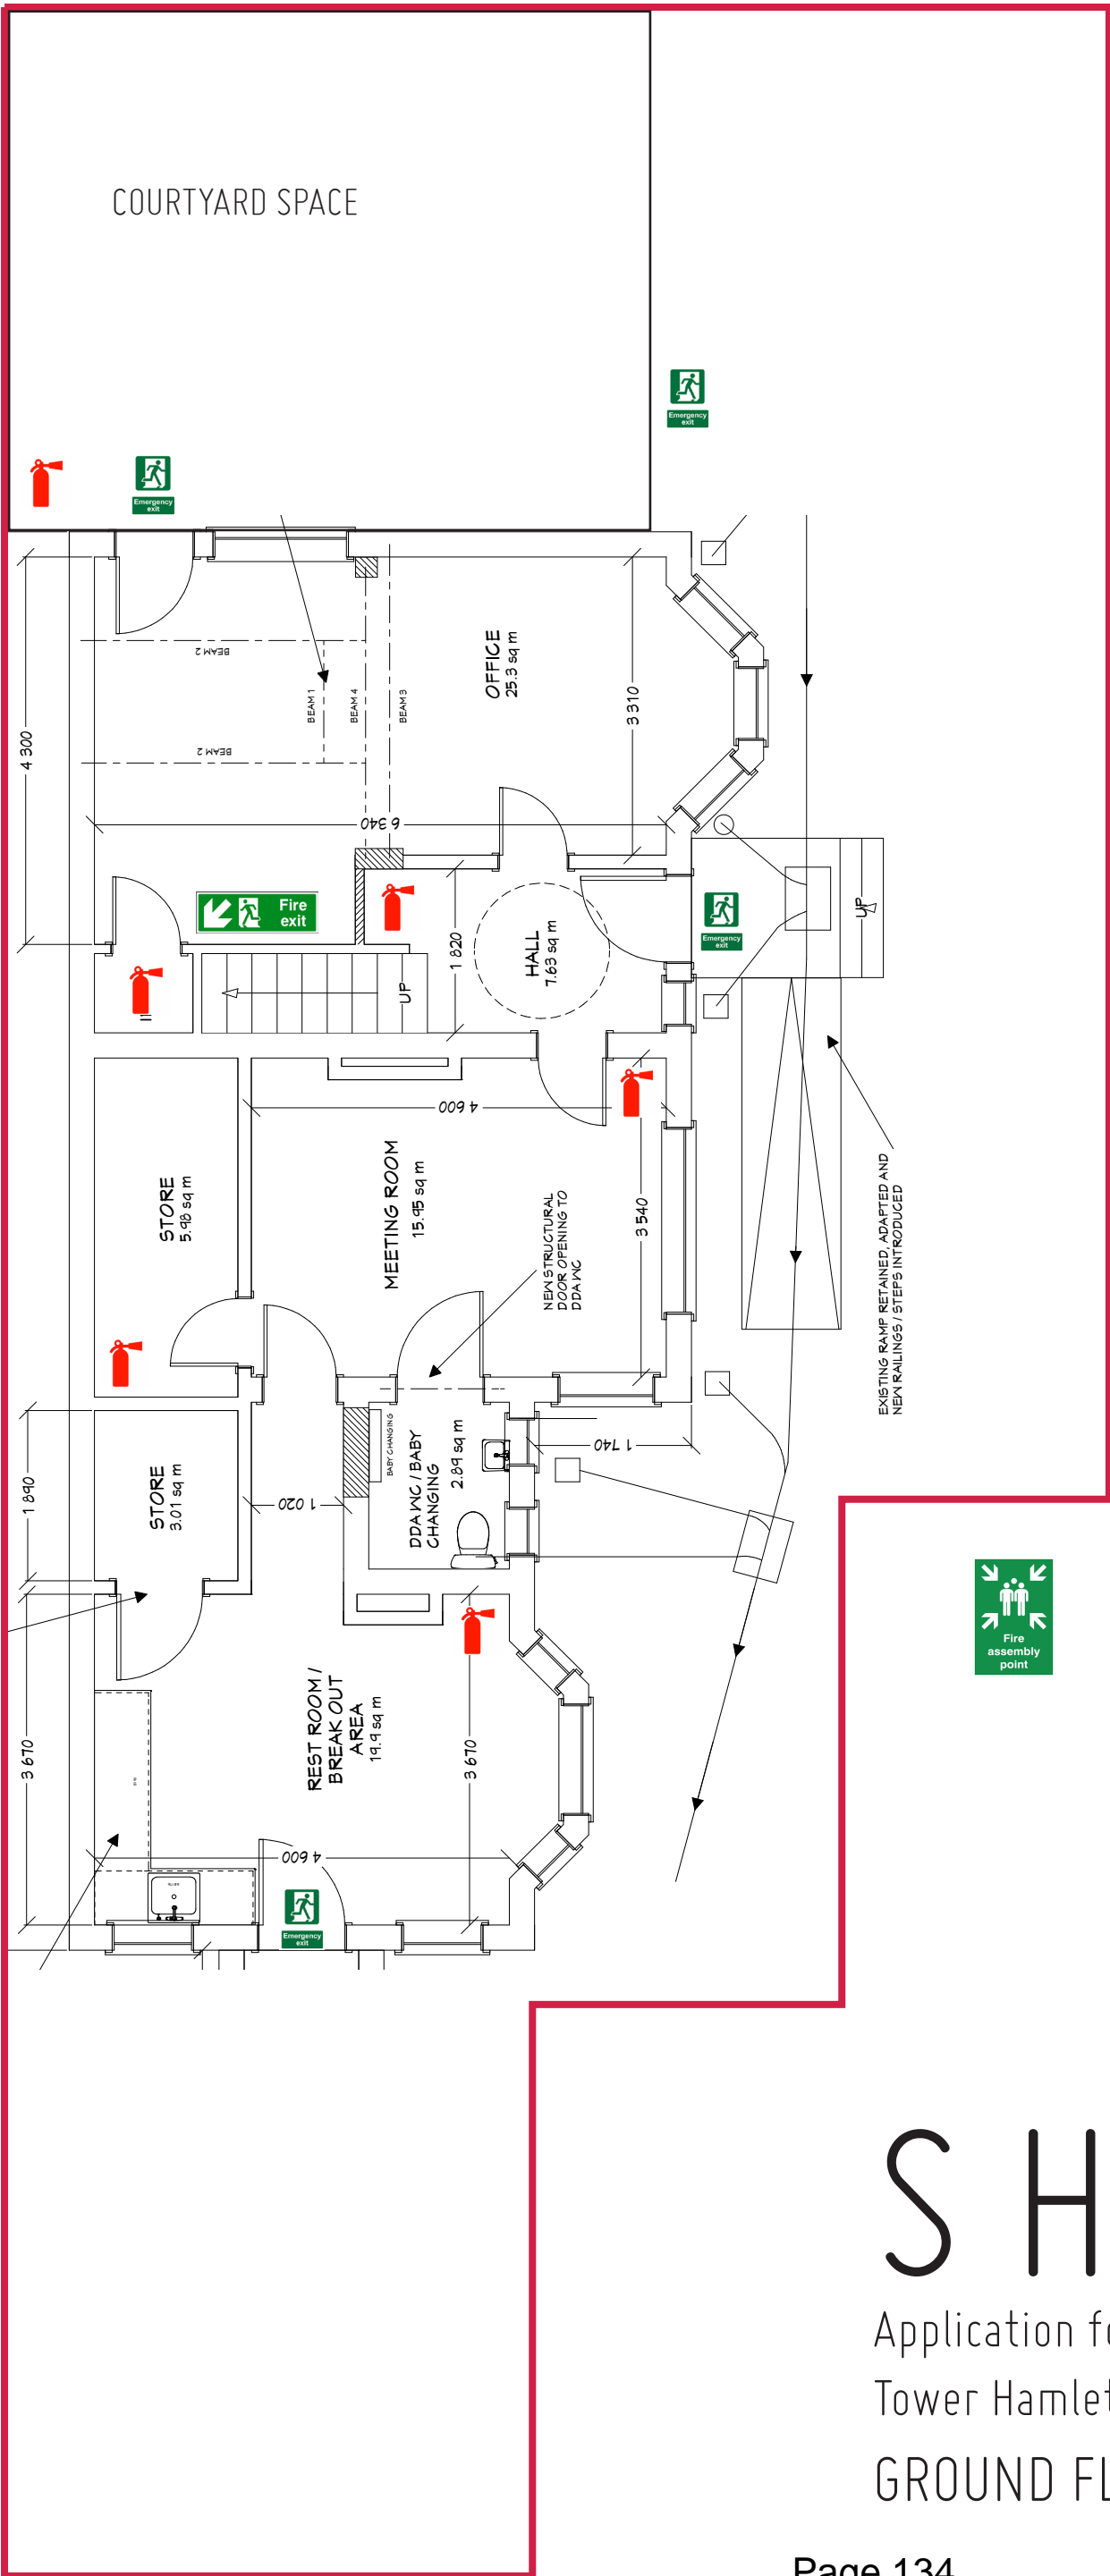 COURTYARD SPACE
Emergency
exit
Emergency
exit
BEAM 2
BEAM 1
BEAM 4
BEAM 3
BEAM 2
OFFICE
25.3 sq m
3 310
4 300
6 340
Fire
exit
1 820
HALL
7.63 sq m
Emergency
exit
UP
UP
4 600
STORE
5.98 sq m
MEETING ROOM
15.95 sq m
NEW STRUCTURAL
DOOR OPENING TO
DDA WC
3 540
EXISTING RAMP RETAINED, ADAPTED AND
NEW RAILINGS / STEPS INTRODUCED
1 890
STORE
3.01 sq m
1 020
BABY CHANGING
DDA WC / BABY
CHANGING
2.89 sq m
1 740
Fire
assembly
point
3 670
REST ROOM /
BREAK OUT
AREA
19.9 sq m
3 670
4 600
Emergency
exit
S H
Application fo
Tower Hamlet
GROUND FL
Page 134